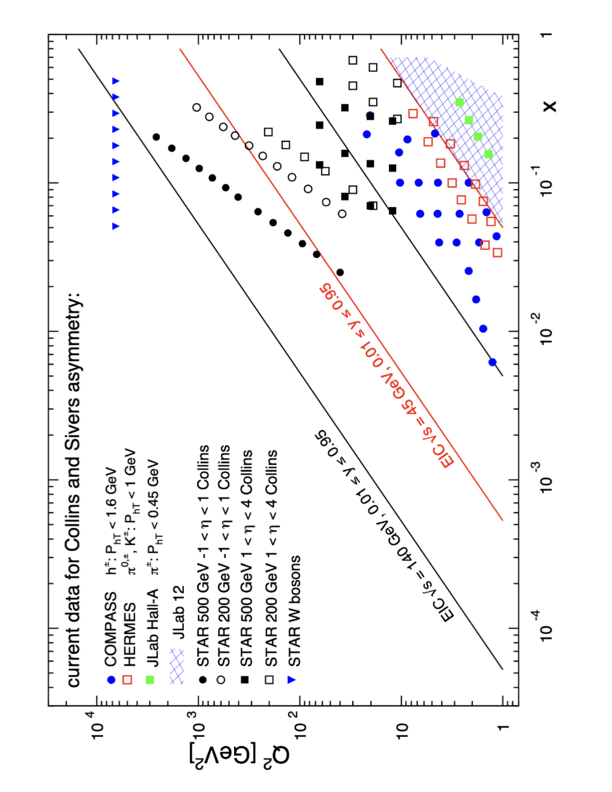 current data for Collins and Sivers asymmetry:
COMPASS h±: PhT < 1.6 GeV
HERMES π0,±, K±: PhT < 1 GeV
JLab Hall-A π±: PhT < 0.45 GeV
JLab 12
STAR 500 GeV -1 < η < 1 Collins
STAR 200 GeV -1 < η < 1 Collins
STAR 500 GeV 1 < η < 4 Collins
STAR 200 GeV 1 < η < 4 Collins
STAR W bosons
EIC √s = 140 GeV, 0.01 ≤ y ≤ 0.95
EIC √s = 45 GeV, 0.01 ≤ y ≤ 0.95
Q² [GeV²]
10⁴
10³
10²
10
1
10⁻⁴
10⁻³
10⁻²
10⁻¹
1
x